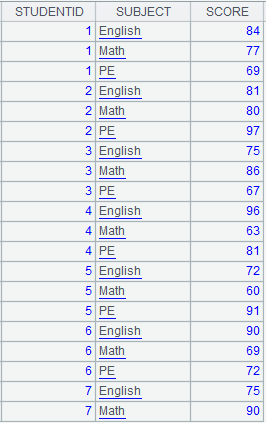 STUDENTID SUBJECT SCORE
1 English 84
1 Math 77
1 PE 69
2 English 81
2 Math 80
2 PE 97
3 English 75
3 Math 86
3 PE 67
4 English 96
4 Math 63
4 PE 81
5 English 72
5 Math 60
5 PE 91
6 English 90
6 Math 69
6 PE 72
7 English 75
7 Math 90